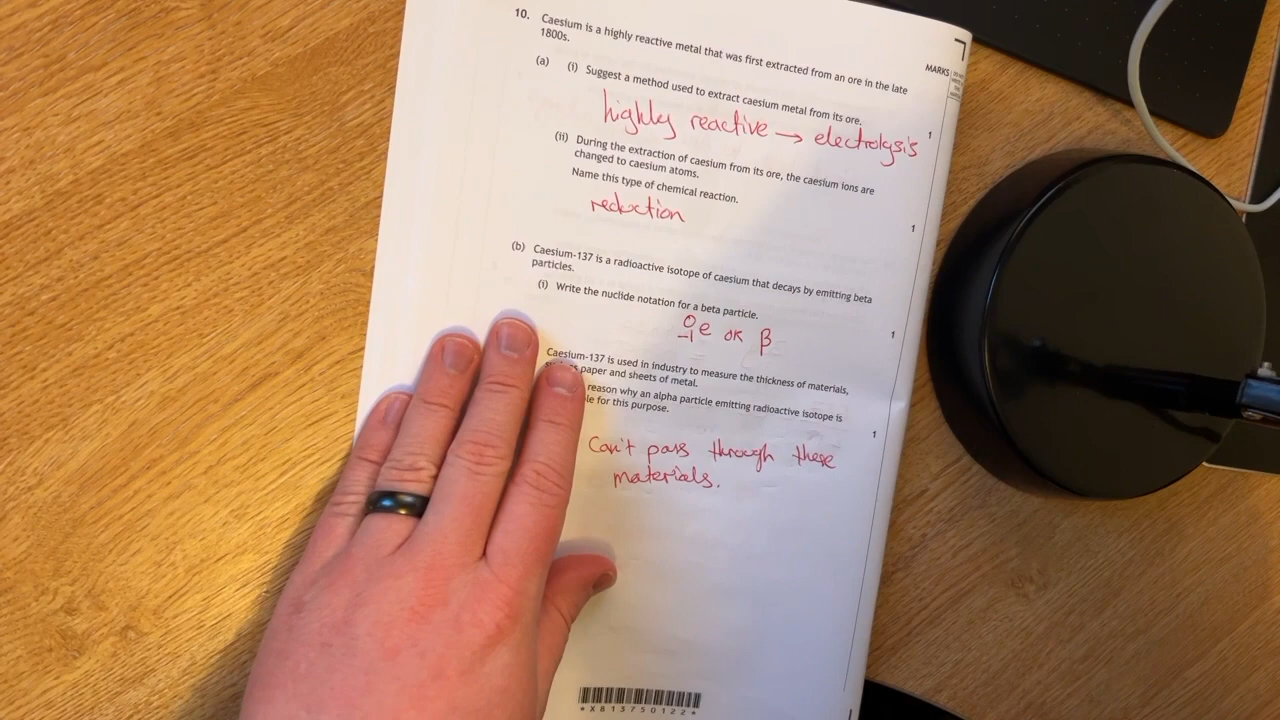 10. Caesium is a highly reactive metal that was first extracted from an ore in the late
1800s.
MARKS
(a) (i) Suggest a method used to extract caesium metal from its ore.
1
highly reactive → electrolysis
(ii) During the extraction of caesium from its ore, the caesium ions are
changed to caesium atoms.
Name this type of chemical reaction.
reduction
1
(b) Caesium-137 is a radioactive isotope of caesium that decays by emitting beta
particles.
(i) Write the nuclide notation for a beta particle.
1
0
-1 e OR β
Caesium-137 is used in industry to measure the thickness of materials,
paper and sheets of metal.
reason why an alpha particle emitting radioactive isotope is
for this purpose.
1
Can't pass through these
materials.
*X813750122*